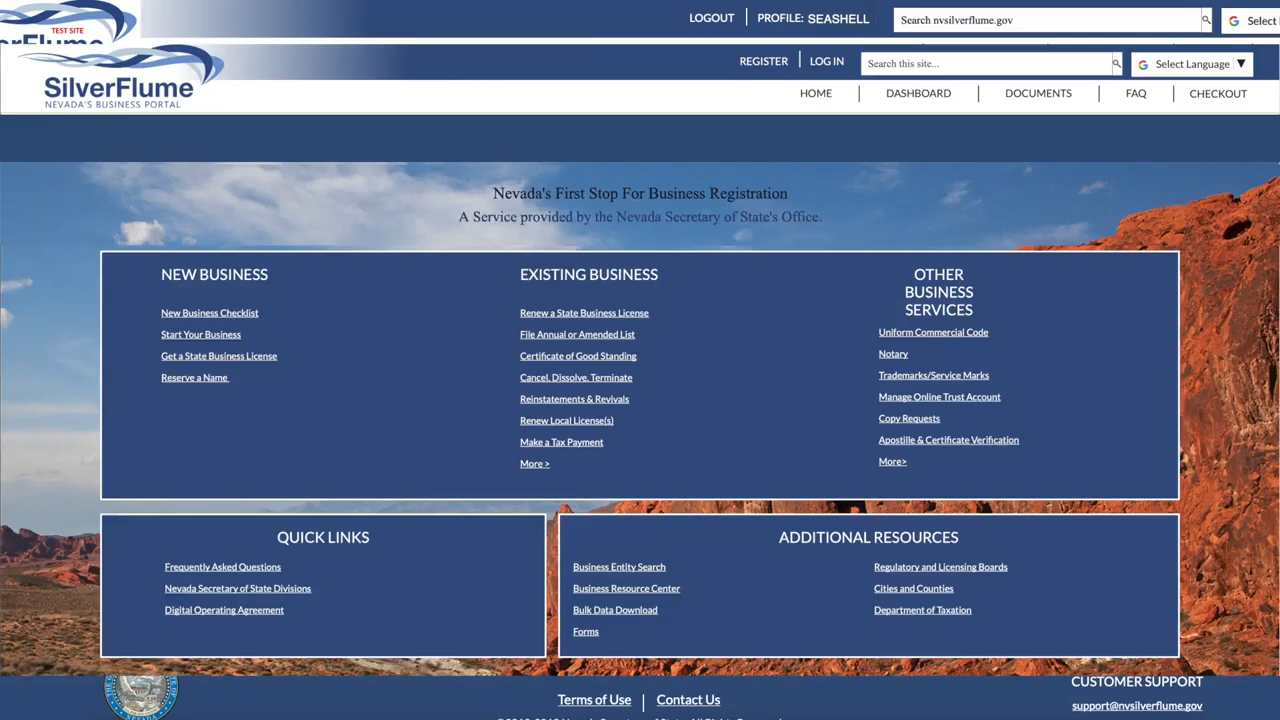 LOGOUT PROFILE: SEASHELL Search nvsilverflume.gov Select
TEST SITE
REGISTER LOG IN Search this site... Select Language ▼
SilverFlume
NEVADA'S BUSINESS PORTAL
HOME DASHBOARD DOCUMENTS FAQ CHECKOUT
Nevada's First Stop For Business Registration
A Service provided by the Nevada Secretary of State's Office.
NEW BUSINESS
New Business Checklist
Start Your Business
Get a State Business License
Reserve a Name
EXISTING BUSINESS
Renew a State Business License
File Annual or Amended List
Certificate of Good Standing
Cancel, Dissolve, Terminate
Reinstatements & Revivals
Renew Local License(s)
Make a Tax Payment
More >
OTHER
BUSINESS
SERVICES
Uniform Commercial Code
Notary
Trademarks/Service Marks
Manage Online Trust Account
Copy Requests
Apostille & Certificate Verification
More>
QUICK LINKS
Frequently Asked Questions
Nevada Secretary of State Divisions
Digital Operating Agreement
ADDITIONAL RESOURCES
Business Entity Search
Business Resource Center
Bulk Data Download
Forms
Regulatory and Licensing Boards
Cities and Counties
Department of Taxation
Terms of Use Contact Us
CUSTOMER SUPPORT
support@nvsilverflume.gov